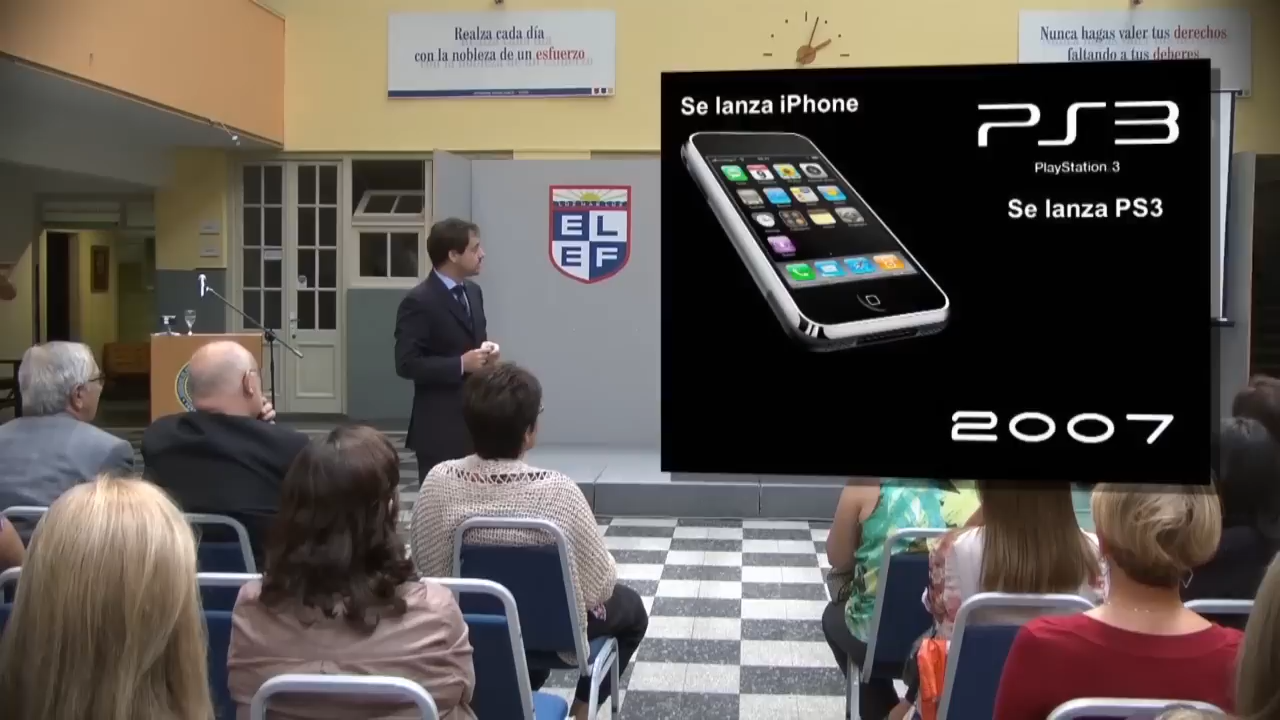 Realza cada día
con la nobleza de un esfuerzo
Nunca hagas valer tus derechos
faltando a tus deberes
Se lanza iPhone
PS3
PlayStation 3
Se lanza PS3
2007
EL
EF